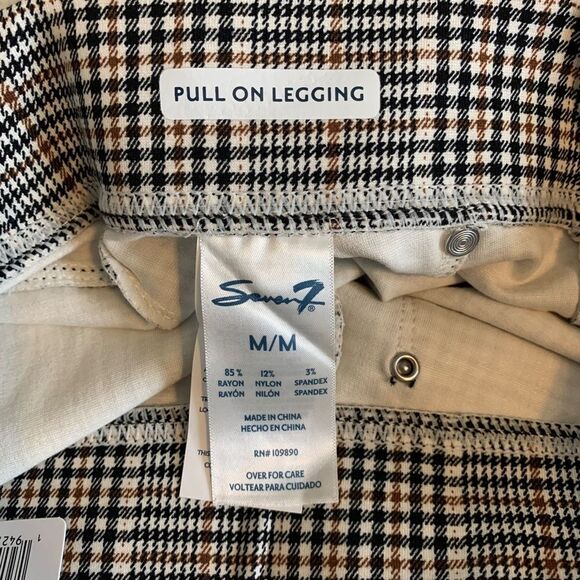 PULL ON LEGGING
Seven7®
M/M
85% 12% 3%
RAYON NYLON SPANDEX
RAYÓN NILÓN SPANDEX
MADE IN CHINA
HECHO EN CHINA
RN# 109890
OVER FOR CARE
VOLTEAR PARA CUIDADO